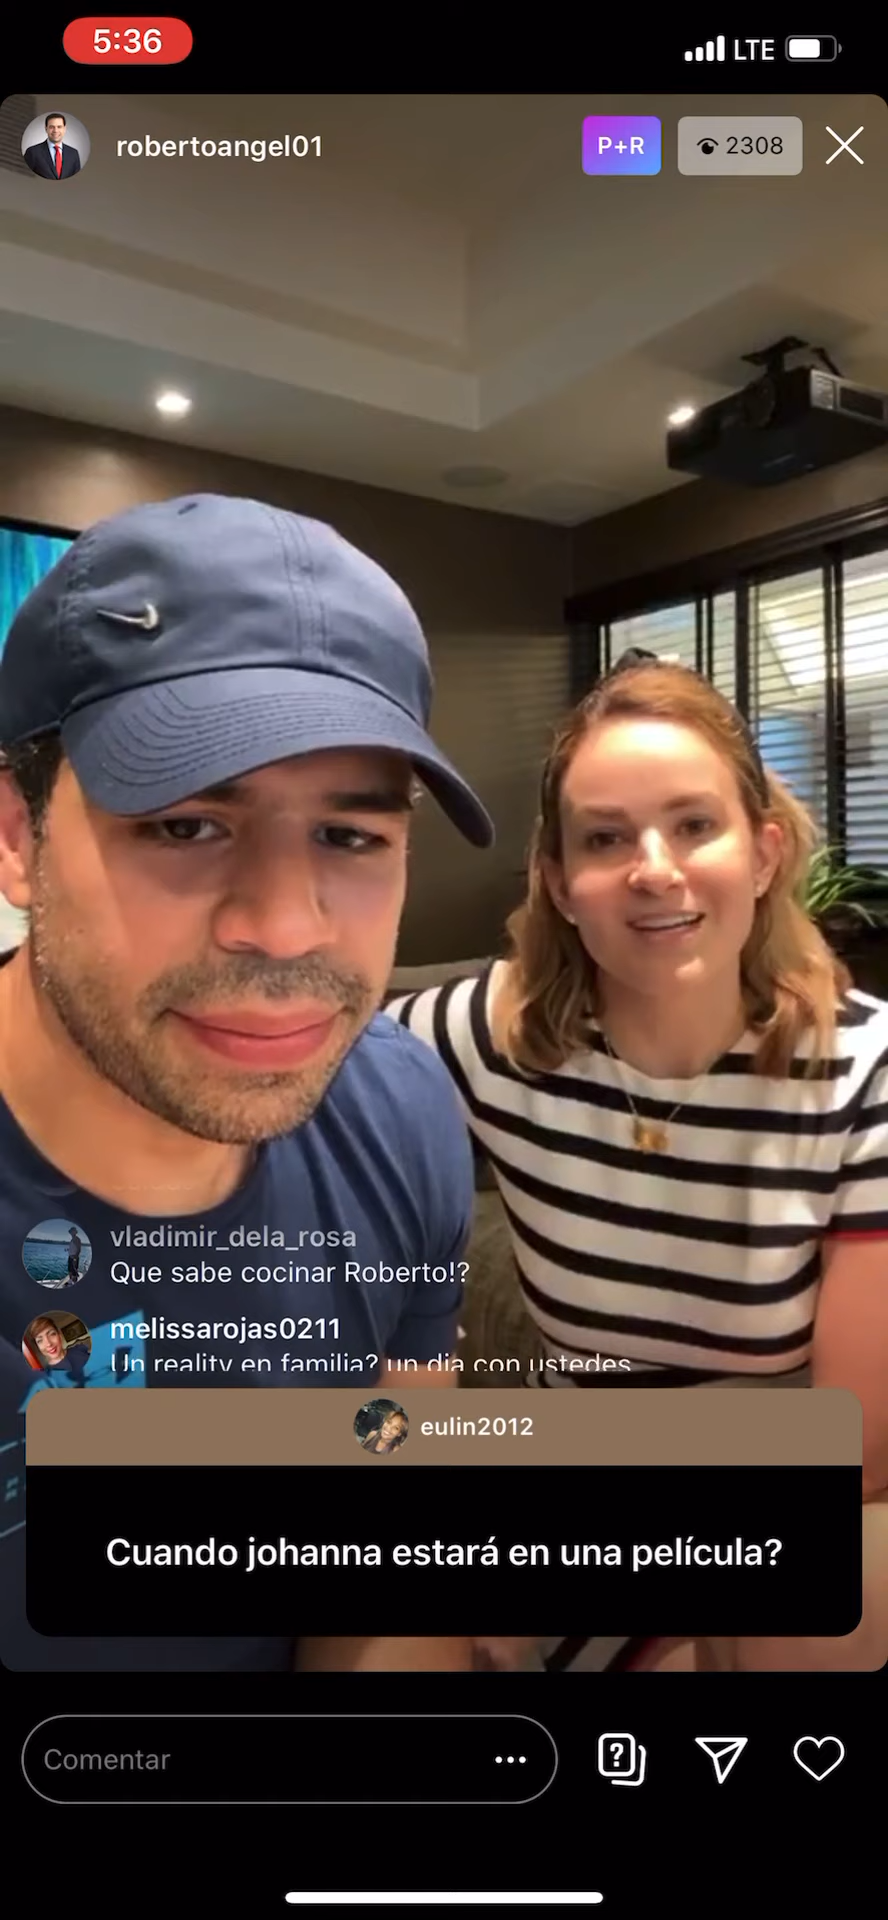 5:36
LTE
robertoangel01
P+R
2308
vladimir_dela_rosa
Que sabe cocinar Roberto!?
melissarojas0211
Un reality en familia? un dia con ustedes
eulin2012
Cuando johanna estará en una película?
Comentar